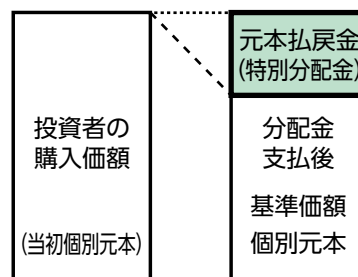 投資者の
購入価額
(当初個別元本)
元本払戻金
(特別分配金)
分配金
支払後
基準価額
個別元本